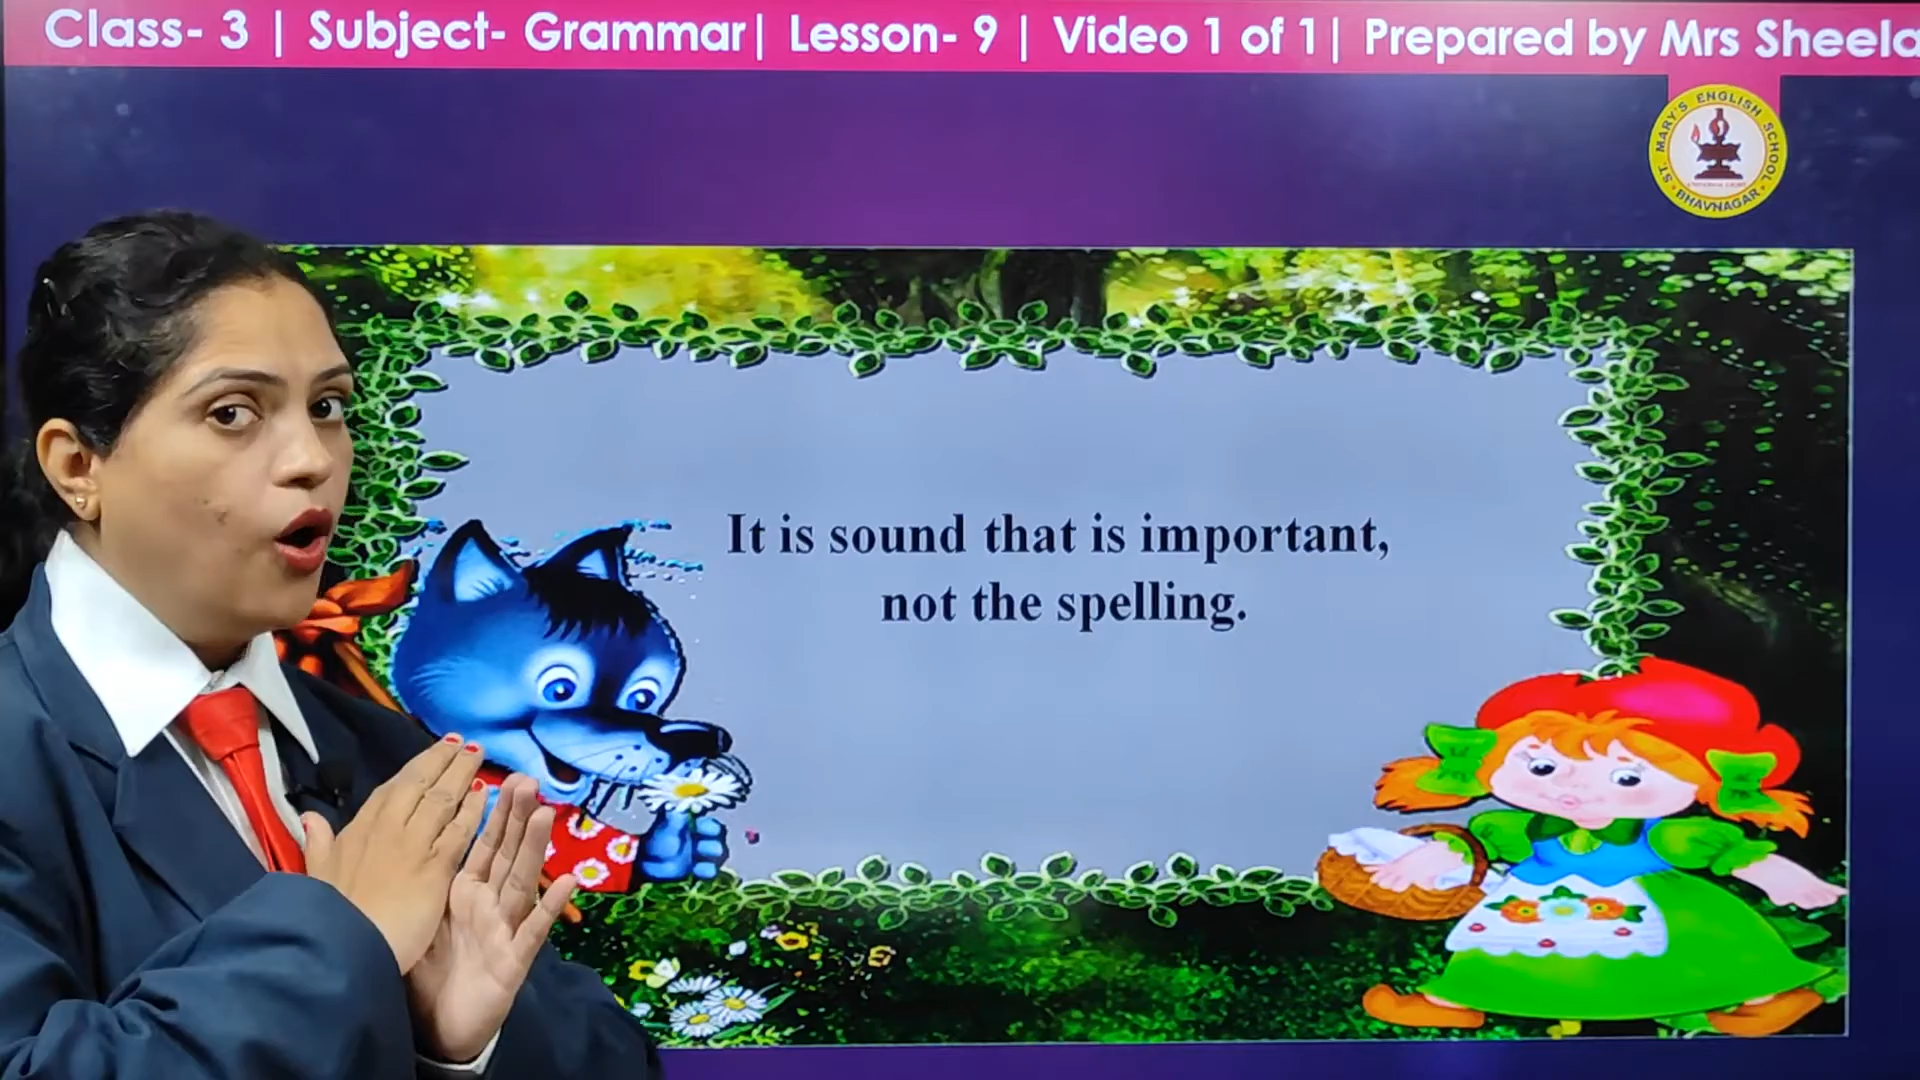 Class- 3 | Subject- Grammar| Lesson- 9 | Video 1 of 1| Prepared by Mrs Sheela
ST. MARY'S ENGLISH SCHOOL
BHAVNAGAR
It is sound that is important,
not the spelling.